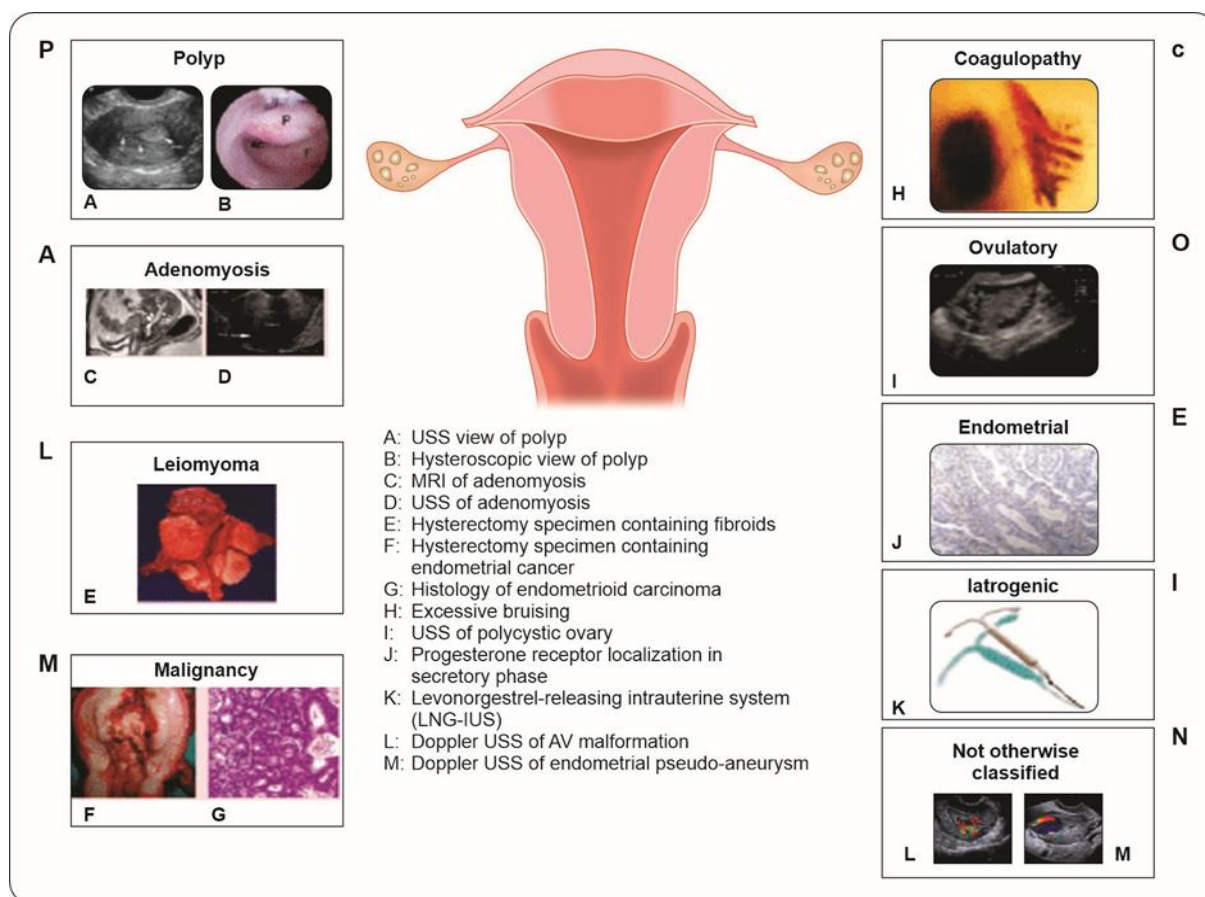 P
Polyp
P
A
B
A
Adenomyosis
C
D
L
Leiomyoma
E
M
Malignancy
F
G
A: USS view of polyp
B: Hysteroscopic view of polyp
C: MRI of adenomyosis
D: USS of adenomyosis
E: Hysterectomy specimen containing fibroids
F: Hysterectomy specimen containing
endometrial cancer
G: Histology of endometrioid carcinoma
H: Excessive bruising
I: USS of polycystic ovary
J: Progesterone receptor localization in
secretory phase
K: Levonorgestrel-releasing intrauterine system
(LNG-IUS)
L: Doppler USS of AV malformation
M: Doppler USS of endometrial pseudo-aneurysm
c
Coagulopathy
H
O
Ovulatory
I
E
Endometrial
J
I
Iatrogenic
K
N
Not otherwise
classified
L
M